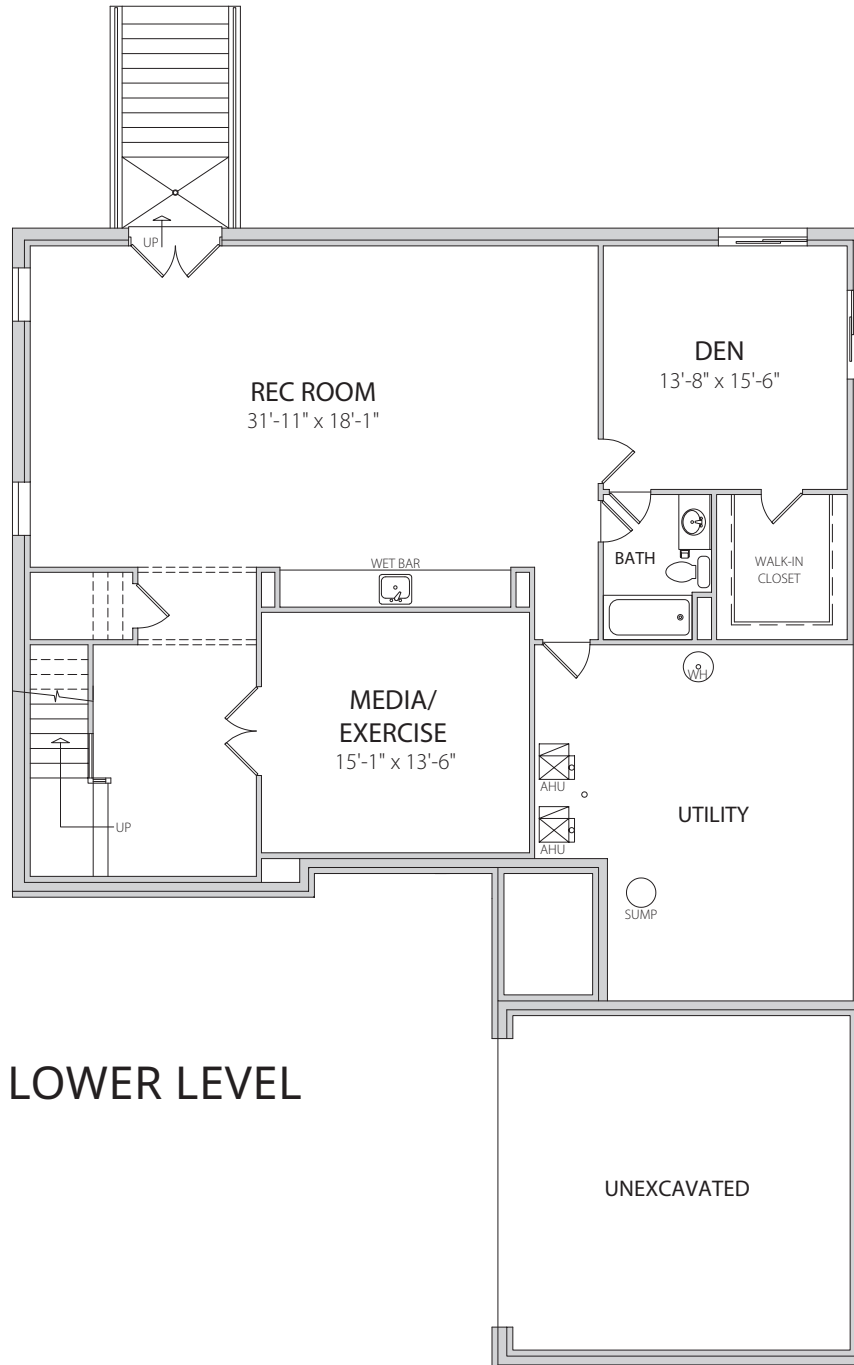 UP
DEN
13'-8" x 15'-6"
REC ROOM
31'-11" x 18'-1"
WET BAR
BATH
WALK-IN
CLOSET
WH
MEDIA/
EXERCISE
15'-1" x 13'-6"
AHU
UTILITY
UP
AHU
SUMP
LOWER LEVEL
UNEXCAVATED